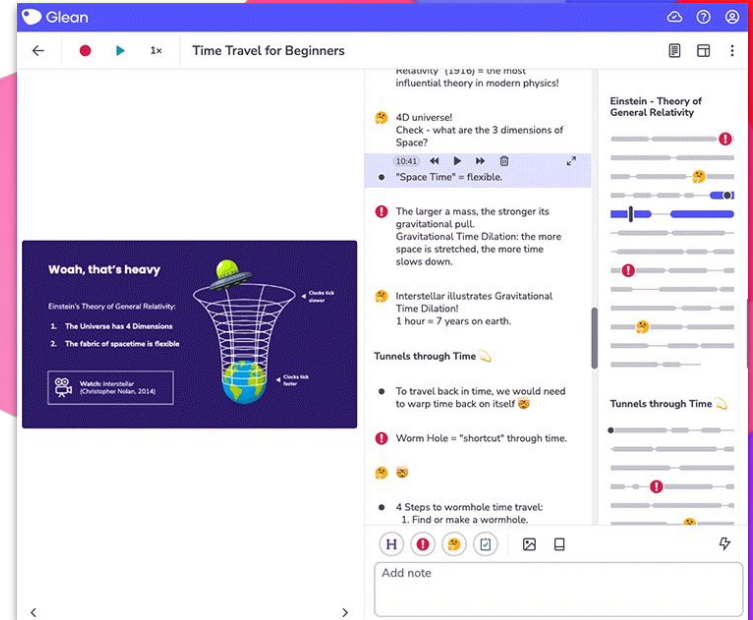 Glean
1×
Time Travel for Beginners
Woah, that's heavy
Einstein's Theory of General Relativity:
1. The Universe has 4 Dimensions
2. The fabric of spacetime is flexible
Watch: Interstellar
(Christopher Nolan, 2014)
Clocks tick
slower
Clocks tick
faster
Relativity (1916) = the most
influential theory in modern physics!
4D universe!
Check - what are the 3 dimensions of
Space?
10:41
"Space Time" = flexible.
The larger a mass, the stronger its
gravitational pull.
Gravitational Time Dilation: the more
space is stretched, the more time
slows down.
Interstellar illustrates Gravitational
Time Dilation!
1 hour = 7 years on earth.
Tunnels through Time 💫
To travel back in time, we would need
to warp time back on itself 🤯
Worm Hole = "shortcut" through time.
4 Steps to wormhole time travel:
1. Find or make a wormhole.
Einstein - Theory of
General Relativity
Tunnels through Time 💫
H
Add note